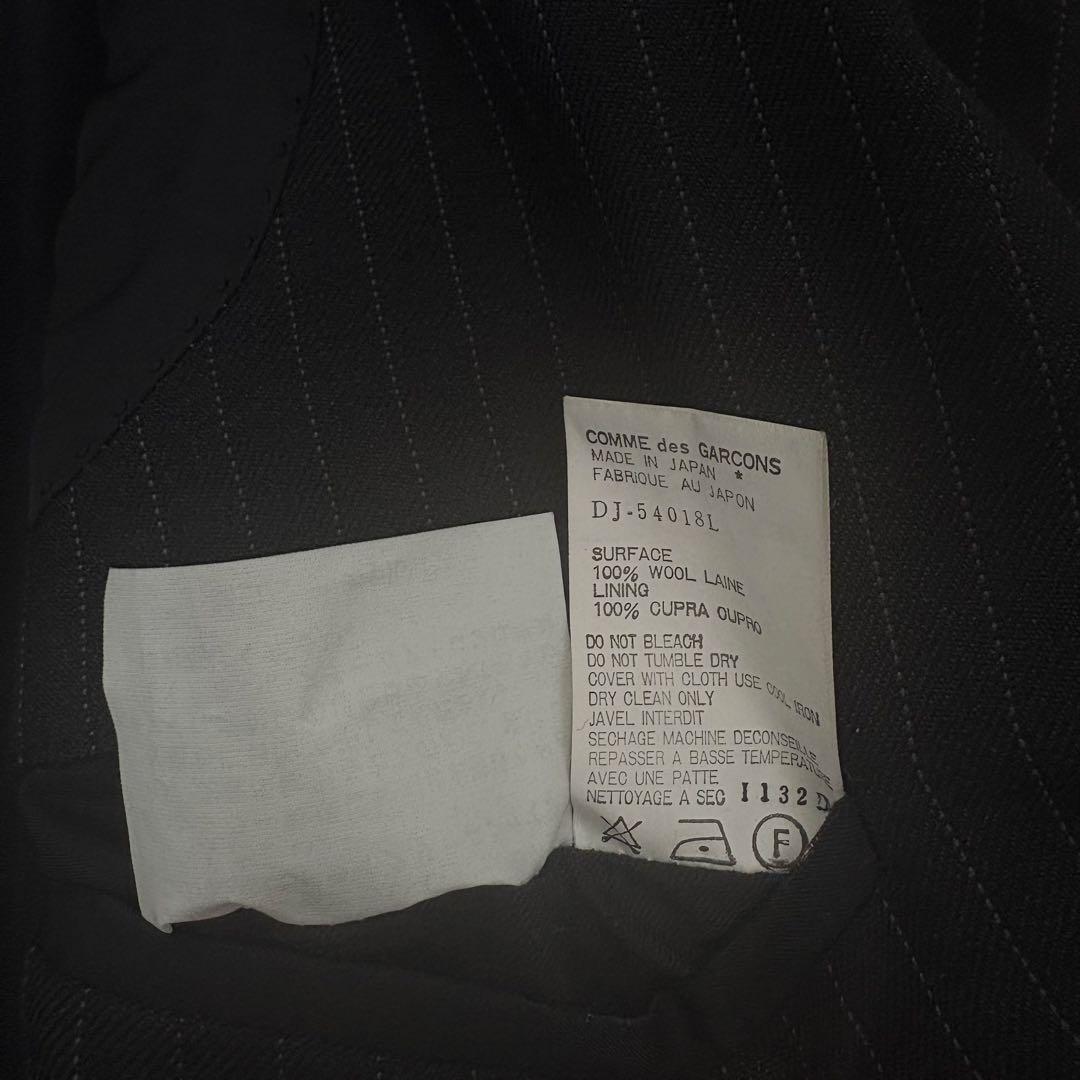 COMME des GARCONS
MADE IN JAPAN *
FABRIQUE AU JAPON
DJ-54018L
SURFACE
100% WOOL LAINE
LINING
100% CUPRA OUPRO
DO NOT BLEACH
DO NOT TUMBLE DRY
COVER WITH CLOTH USE COOL IRON
DRY CLEAN ONLY
JAVEL INTERDIT
SECHAGE MACHINE DECONSEILLE
REPASSER A BASSE TEMPERATURE
AVEC UNE PATTE
NETTOYAGE A SEC I132 D
F